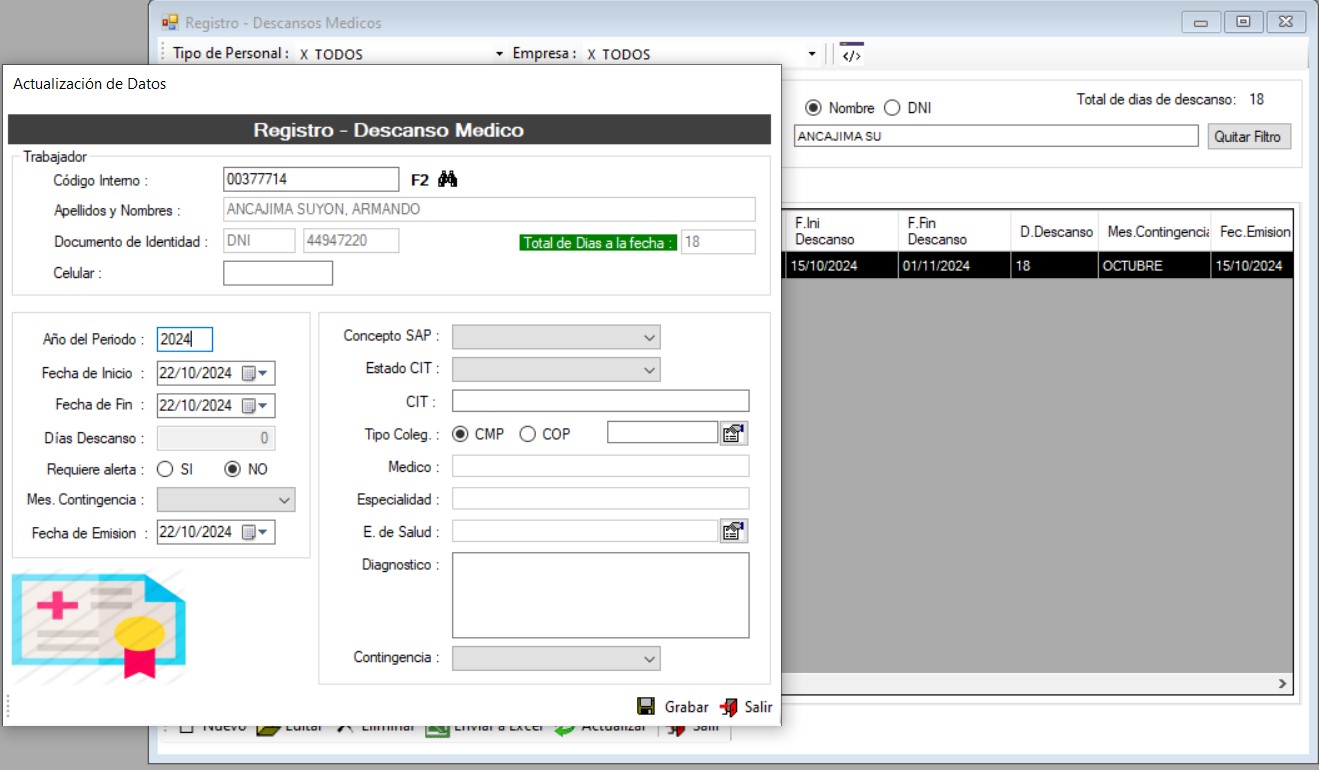 Registro - Descansos Medicos
Tipo de Personal : X TODOS Empresa : X TODOS </>
Actualización de Datos
Nombre DNI Total de dias de descanso: 18
ANCAJIMA SU Quitar Filtro
Registro - Descanso Medico
Trabajador
Código Interno : 00377714 F2
Apellidos y Nombres : ANCAJIMA SUYON, ARMANDO
Documento de Identidad : DNI 44947220 Total de Dias a la fecha : 18
Celular :
F.Ini Descanso F.Fin Descanso D.Descanso Mes.Contingencia Fec.Emision
15/10/2024 01/11/2024 18 OCTUBRE 15/10/2024
Año del Periodo : 2024
Fecha de Inicio : 22/10/2024
Fecha de Fin : 22/10/2024
Días Descanso : 0
Requiere alerta : SI NO
Mes. Contingencia :
Fecha de Emision : 22/10/2024
Concepto SAP :
Estado CIT :
CIT :
Tipo Coleg. : CMP COP
Medico :
Especialidad :
E. de Salud :
Diagnostico :
Contingencia :
Grabar Salir
Nuevo Editar Eliminar Enviar a Excel Actualizar Salir